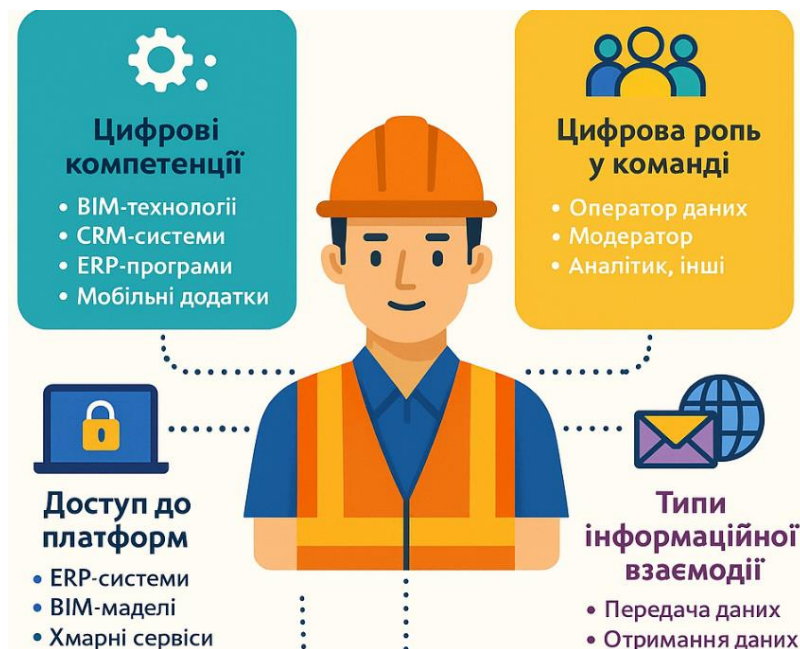 Цифрові
компетенції
• BIM-технології
• CRM-системи
• ERP-програми
• Мобільні додатки
Цифрова ропь
у команді
• Оператор даних
• Модератор
• Аналітик, інші
Доступ до
платформ
• ERP-системи
• BIM-маделі
• Хмарні сервіси
Типи
інформаційної
взаємодії
• Передача даних
• Отримання даних